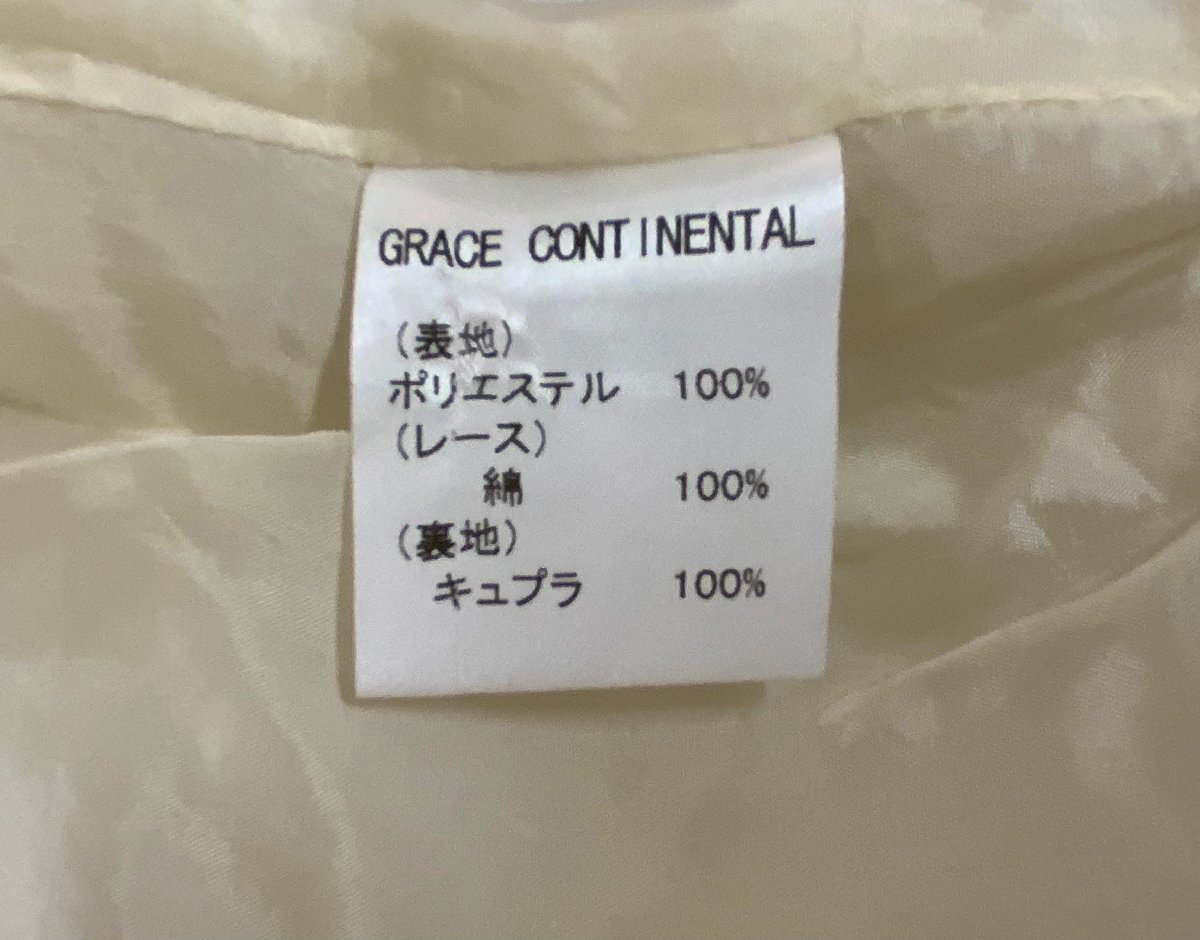 GRACE CONTINENTAL
(表地)
ポリエステル 100%
(レース)
綿 100%
(裏地)
キュプラ 100%